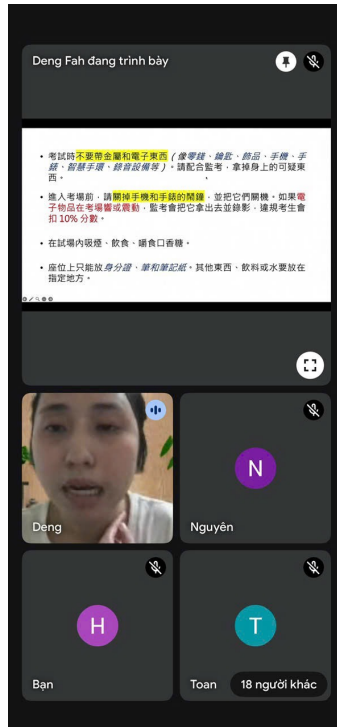 Deng Fah đang trình bày
• 考試時不要帶金屬和電子東西（像零錢、鑰匙、飾品、手機、手
錶、智慧手環、錄音設備等）。請配合監考，拿掉身上的可疑東
西。
• 進入考場前，請關掉手機和手錶的鬧鐘，並把它們關機。如果電
子物品在考場響或震動，監考會把它拿出去並錄影，違規考生會
扣 10% 分數。
• 在試場內吸煙、飲食、嚼食口香糖。
• 座位上只能放身分證、筆和筆記紙。其他東西、飲料或水要放在
指定地方。
Deng
N
Nguyên
H
Bạn
T
Toan
18 người khác